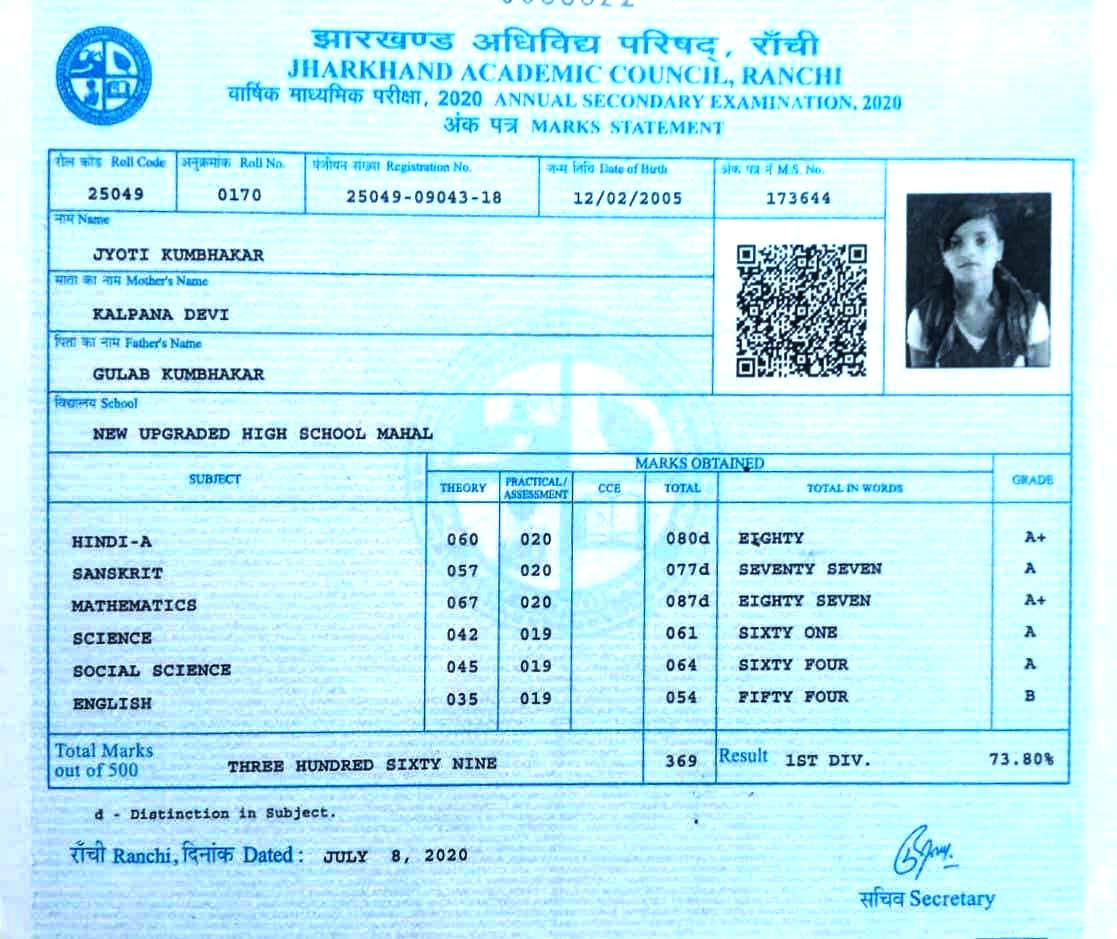 झारखण्ड अधिविद्य परिषद्, राँची
JHARKHAND ACADEMIC COUNCIL, RANCHI
वार्षिक माध्यमिक परीक्षा, 2020 ANNUAL SECONDARY EXAMINATION, 2020
अंक पत्र MARKS STATEMENT
रोल कोड Roll Code अनुक्रमांक Roll No. पंजीयन संख्या Registration No. जन्म तिथि Date of Birth अंक पत्र नं M.S. No.
25049 0170 25049-09043-18 12/02/2005 173644
नाम Name
JYOTI KUMBHAKAR
माता का नाम Mother's Name
KALPANA DEVI
पिता का नाम Father's Name
GULAB KUMBHAKAR
विद्यालय School
NEW UPGRADED HIGH SCHOOL MAHAL
SUBJECT MARKS OBTAINED GRADE
THEORY PRACTICAL/ ASSESSMENT CCE TOTAL TOTAL IN WORDS
HINDI-A 060 020 080d EIGHTY A+
SANSKRIT 057 020 077d SEVENTY SEVEN A
MATHEMATICS 067 020 087d EIGHTY SEVEN A+
SCIENCE 042 019 061 SIXTY ONE A
SOCIAL SCIENCE 045 019 064 SIXTY FOUR A
ENGLISH 035 019 054 FIFTY FOUR B
Total Marks
out of 500 THREE HUNDRED SIXTY NINE 369 Result 1ST DIV. 73.80%
d - Distinction in Subject.
राँची Ranchi, दिनांक Dated : JULY 8, 2020
सचिव Secretary